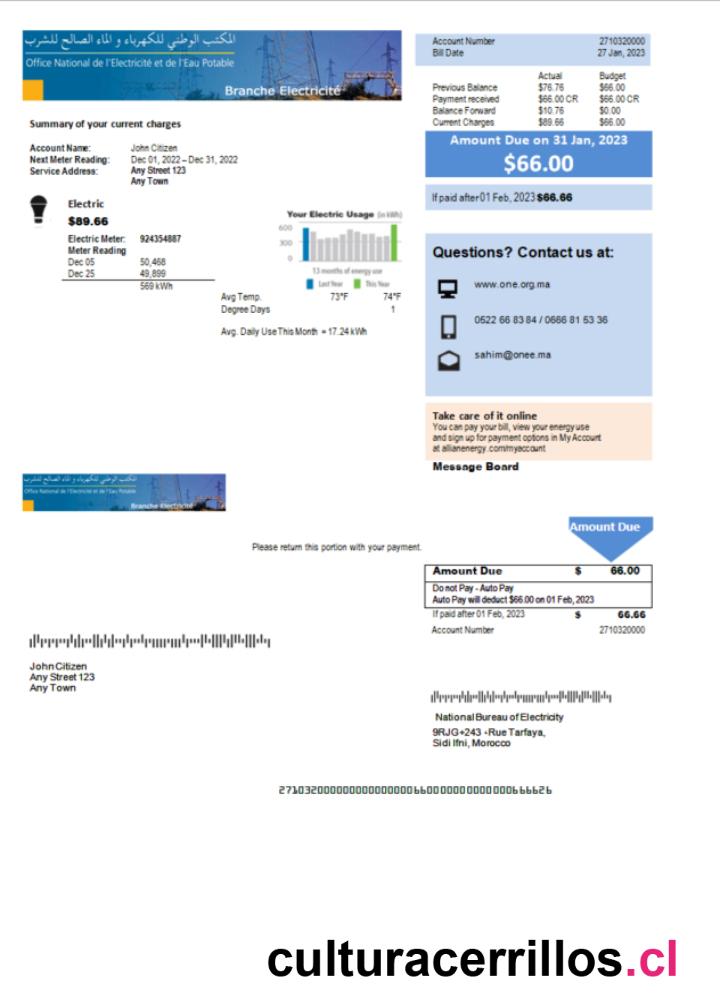 المكتب الوطني للكهرباء و الماء الصالح للشرب
Office National de l'Electricité et de l'Eau Potable
Branche Electricité
Account Number 2710320000
Bill Date 27 Jan, 2023
Actual Budget
Previous Balance $76.76 $66.00
Payment received $66.00 CR $66.00 CR
Balance Forward $10.76 $0.00
Current Charges $89.66 $66.00
Amount Due on 31 Jan, 2023
$66.00
If paid after 01 Feb, 2023 $66.66
Summary of your current charges
Account Name: John Citizen
Next Meter Reading: Dec 01, 2022 – Dec 31, 2022
Service Address: Any Street 123
Any Town
Electric
$89.66
Electric Meter: 924354887
Meter Reading
Dec 05 50,468
Dec 25 49,899
569 kWh
Your Electric Usage (in kWh)
600
300
0
13 months of energy use
Last Year This Year
Avg Temp. 73°F 74°F
Degree Days 1
Avg. Daily Use This Month = 17.24 kWh
Questions? Contact us at:
www.one.org.ma
0522 66 83 84 / 0666 81 53 36
sahim@onee.ma
Take care of it online
You can pay your bill, view your energy use
and sign up for payment options in My Account
at allianenergy.com/myaccount
Message Board
المكتب الوطني للكهرباء و الماء الصالح للشرب
Office National de l'Electricité et de l'Eau Potable
Branche Electricité
Please return this portion with your payment.
Amount Due
Amount Due $ 66.00
Do not Pay - Auto Pay
Auto Pay will deduct $66.00 on 01 Feb, 2023
If paid after 01 Feb, 2023 $ 66.66
Account Number 2710320000
John Citizen
Any Street 123
Any Town
National Bureau of Electricity
9RJG+243 - Rue Tarfaya,
Sidi Ifni, Morocco
culturacerrillos.cl